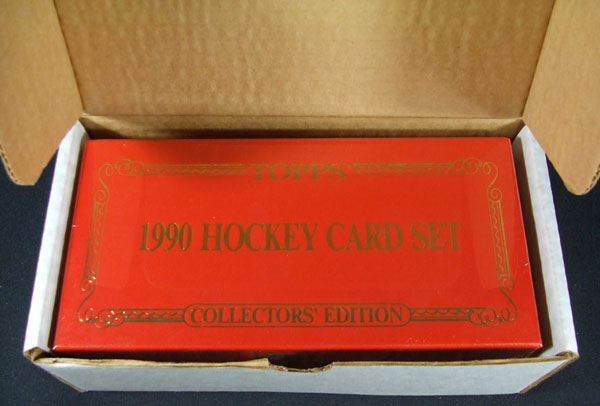 TOPPS
1990 HOCKEY CARD SET
COLLECTORS' EDITION